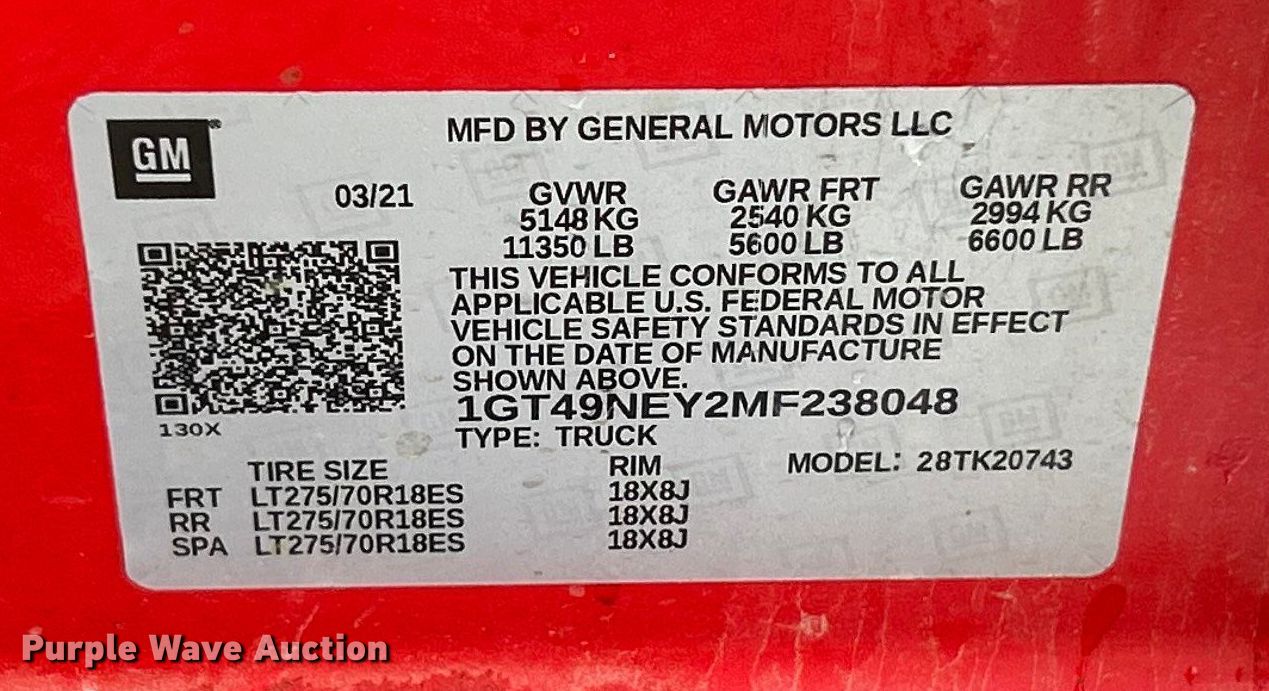 GM
MFD BY GENERAL MOTORS LLC
03/21 GVWR GAWR FRT GAWR RR
5148 KG 2540 KG 2994 KG
11350 LB 5600 LB 6600 LB
THIS VEHICLE CONFORMS TO ALL
APPLICABLE U.S. FEDERAL MOTOR
VEHICLE SAFETY STANDARDS IN EFFECT
ON THE DATE OF MANUFACTURE
SHOWN ABOVE.
1GT49NEY2MF238048
130X
TYPE: TRUCK
TIRE SIZE RIM MODEL: 28TK20743
FRT LT275/70R18ES 18X8J
RR LT275/70R18ES 18X8J
SPA LT275/70R18ES 18X8J
Purple Wave Auction